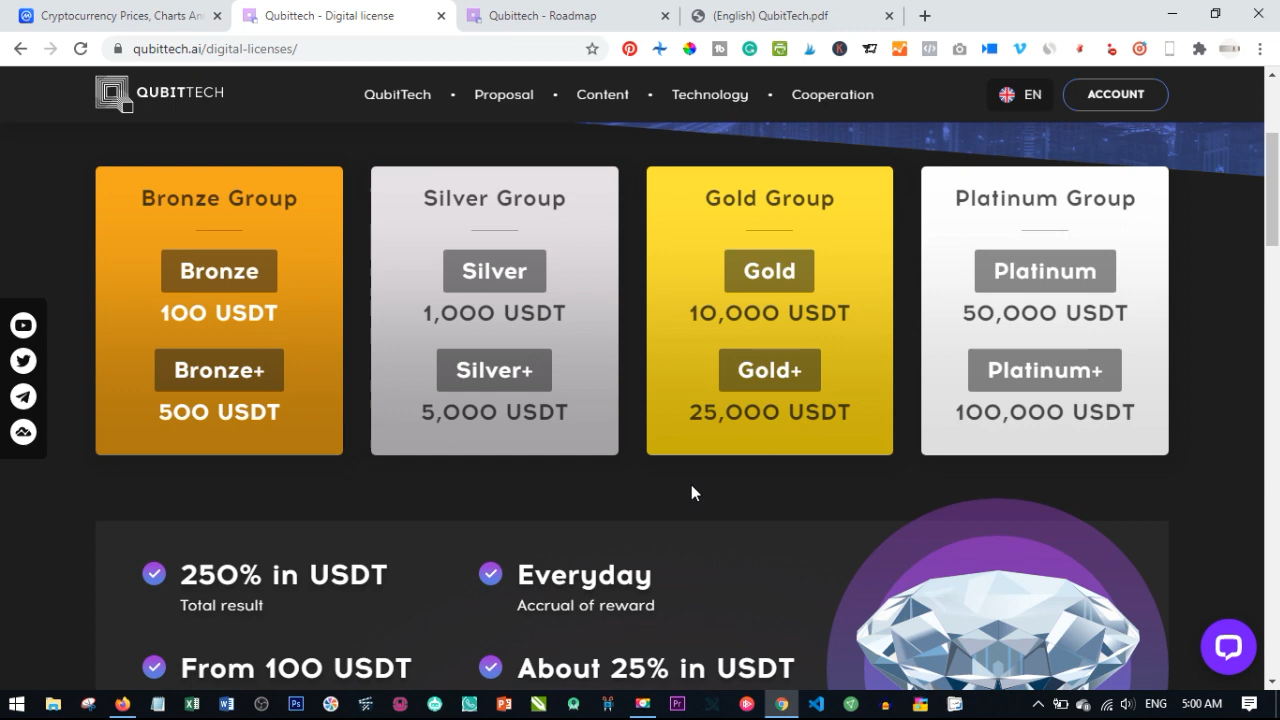 Cryptocurrency Prices, Charts An
Qubittech - Digital license
Qubittech - Roadmap
(English) QubitTech.pdf
qubittech.ai/digital-licenses/
QUBITTECH
QubitTech • Proposal • Content • Technology • Cooperation
EN
ACCOUNT
Bronze Group
Bronze
100 USDT
Bronze+
500 USDT
Silver Group
Silver
1,000 USDT
Silver+
5,000 USDT
Gold Group
Gold
10,000 USDT
Gold+
25,000 USDT
Platinum Group
Platinum
50,000 USDT
Platinum+
100,000 USDT
250% in USDT
Total result
Everyday
Accrual of reward
From 100 USDT
About 25% in USDT
ENG
5:00 AM